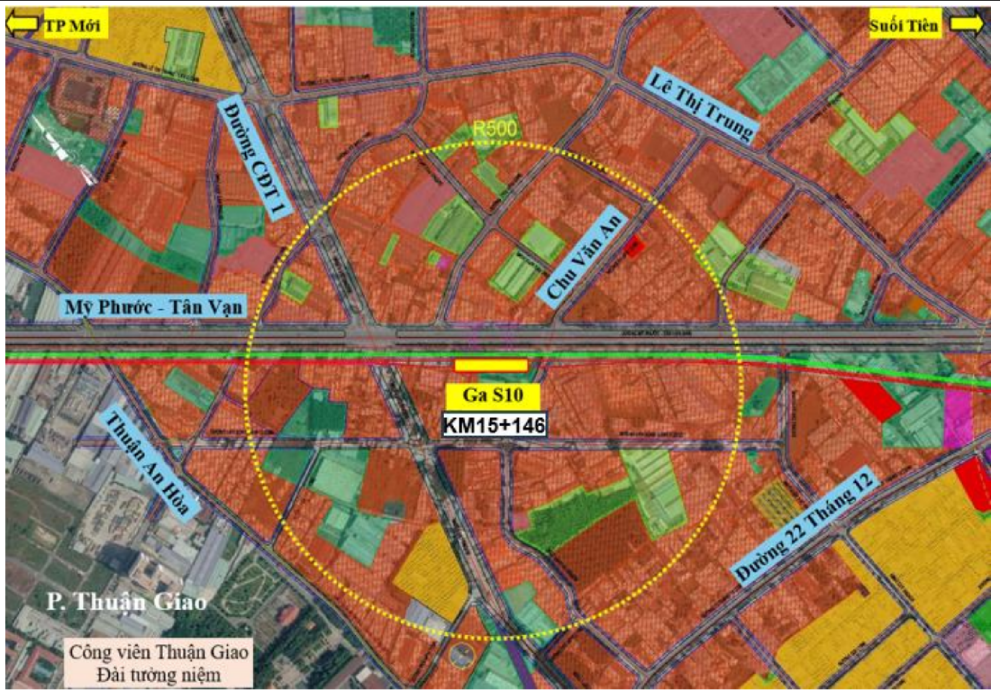 TP Mới
Suối Tiên
Lê Thị Trung
Đường CĐT 1
R500
Chu Văn An
Mỹ Phước - Tân Vạn
Ga S10
KM15+146
Thuận An Hòa
Đường 22 Tháng 12
P. Thuận Giao
Công viên Thuận Giao
Đài tưởng niệm